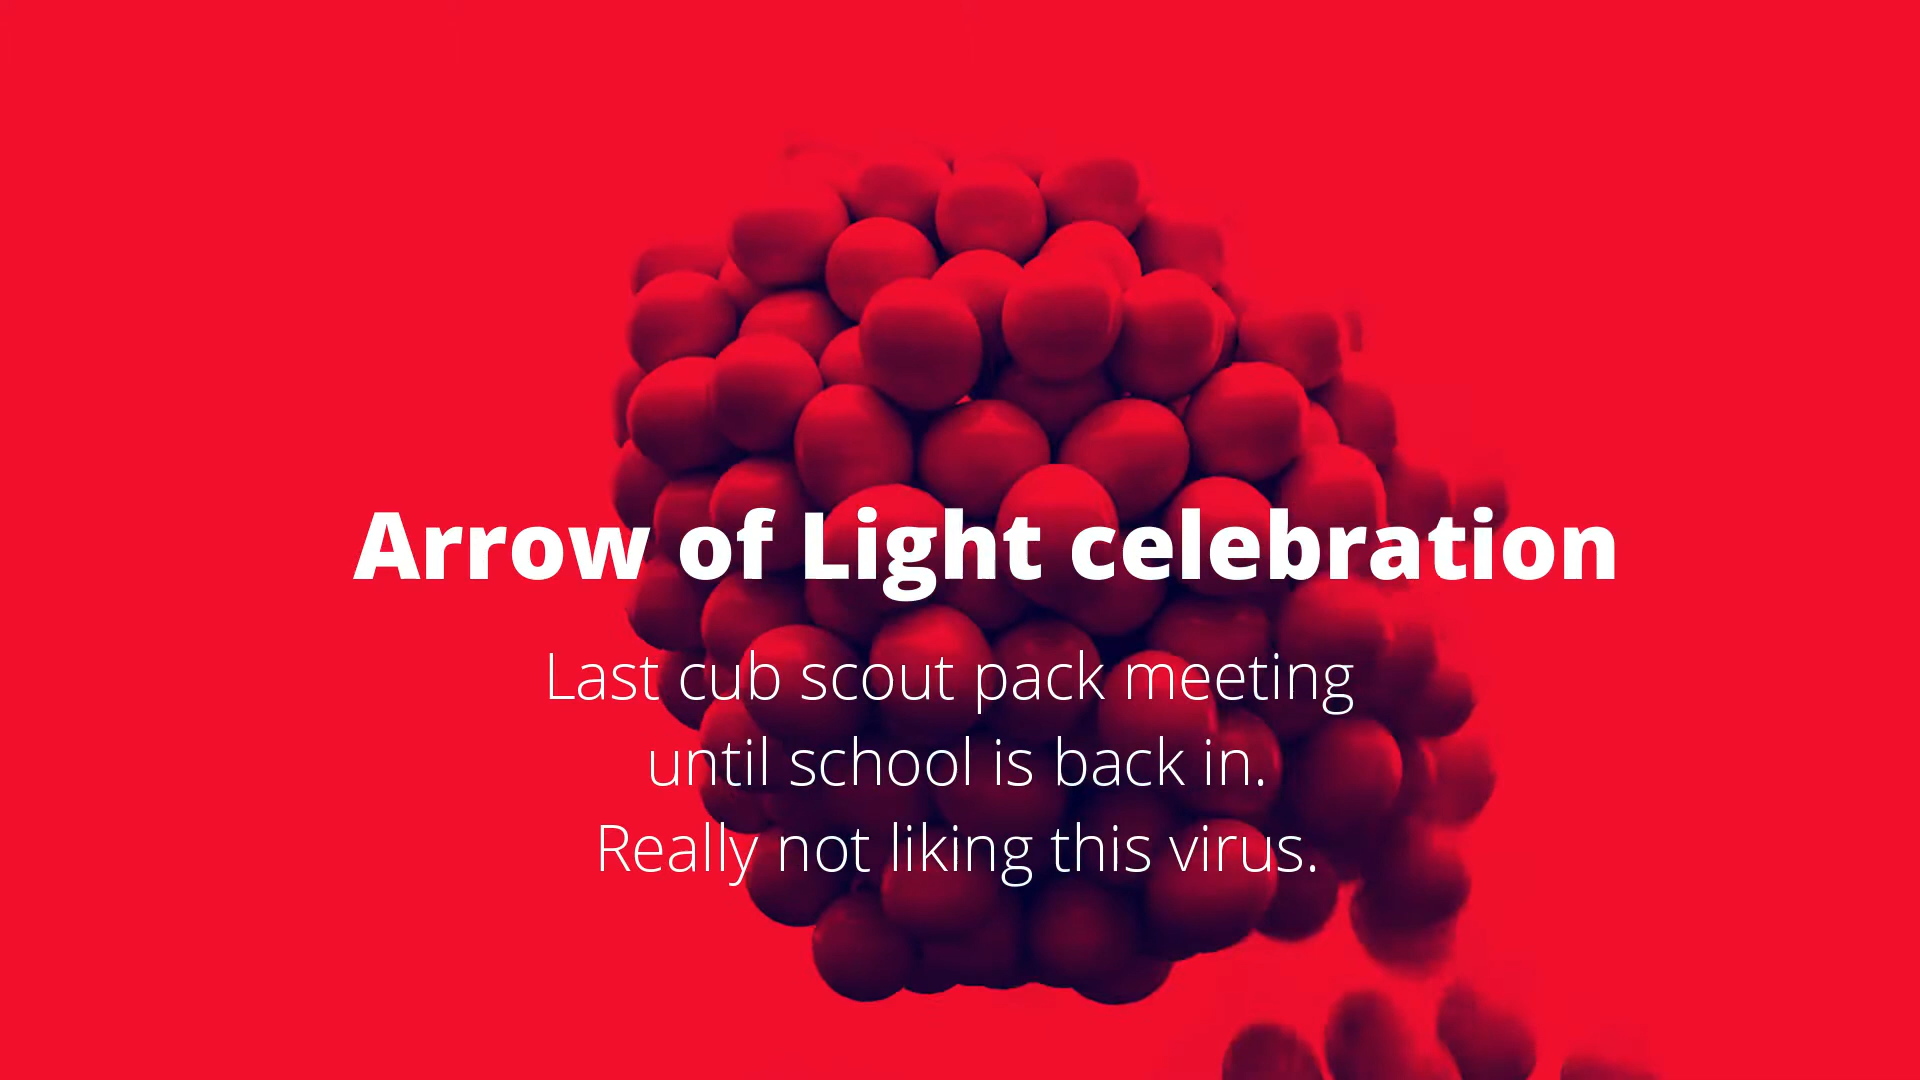 Arrow of Light celebration
Last cub scout pack meeting
until school is back in.
Really not liking this virus.